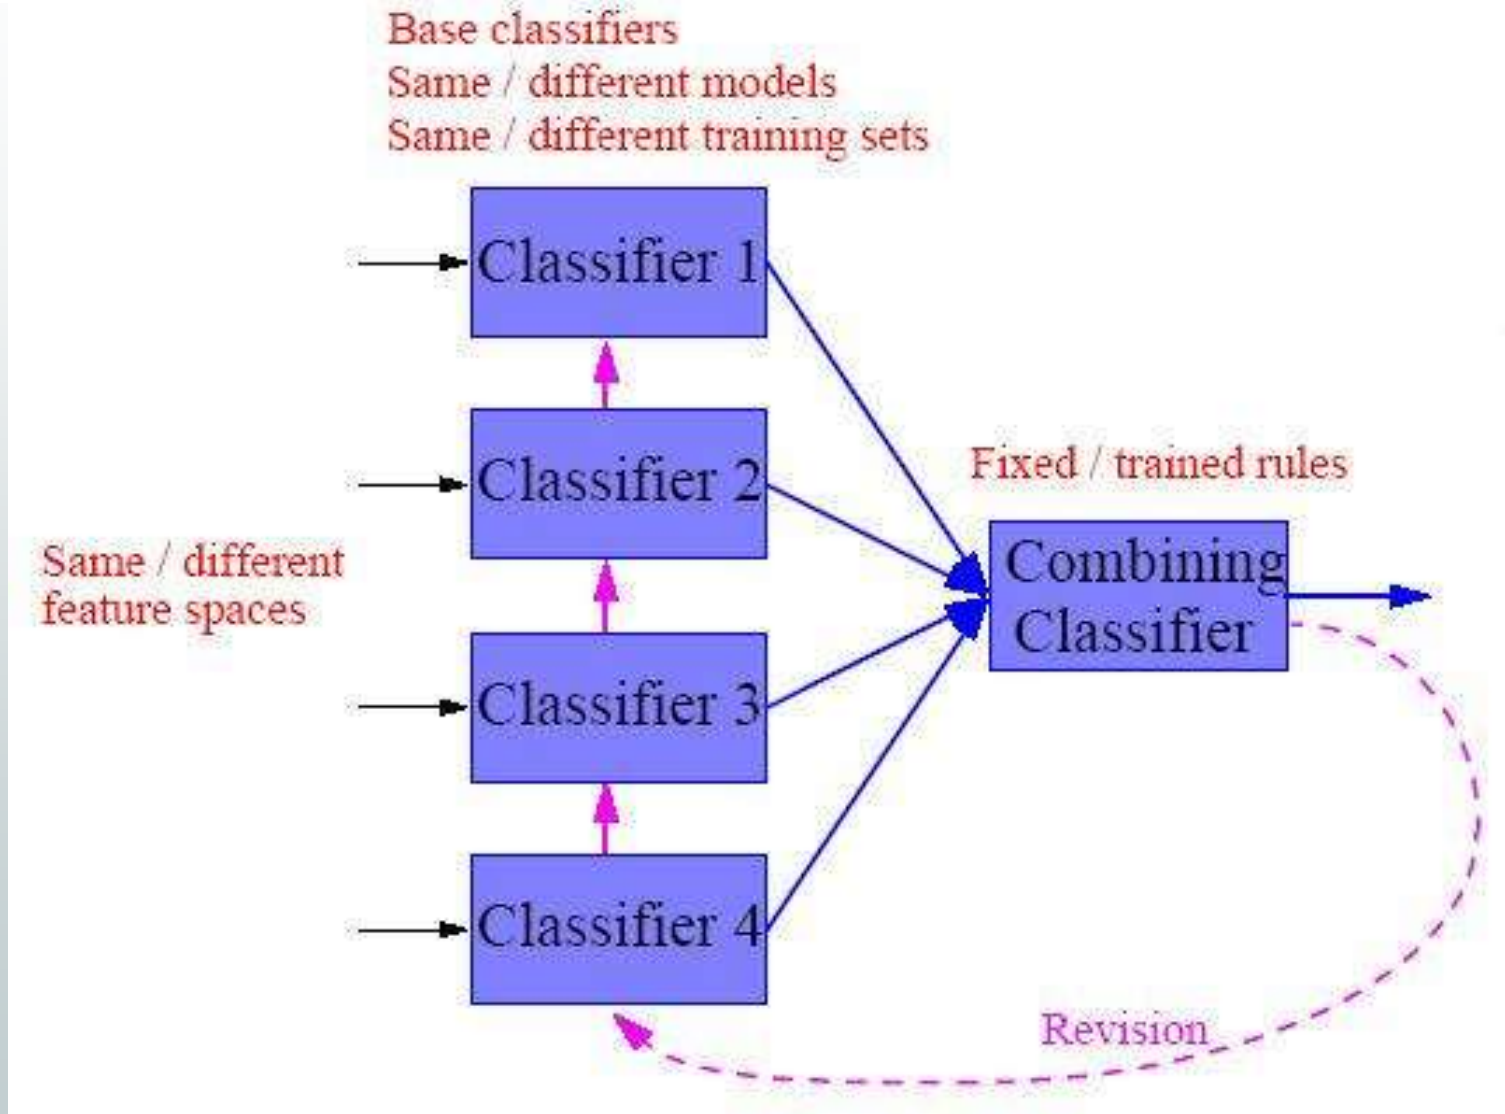 Base classifiers
Same / different models
Same / different training sets
Classifier 1
Classifier 2
Fixed / trained rules
Same / different
feature spaces
Combining
Classifier
Classifier 3
Classifier 4
Revision